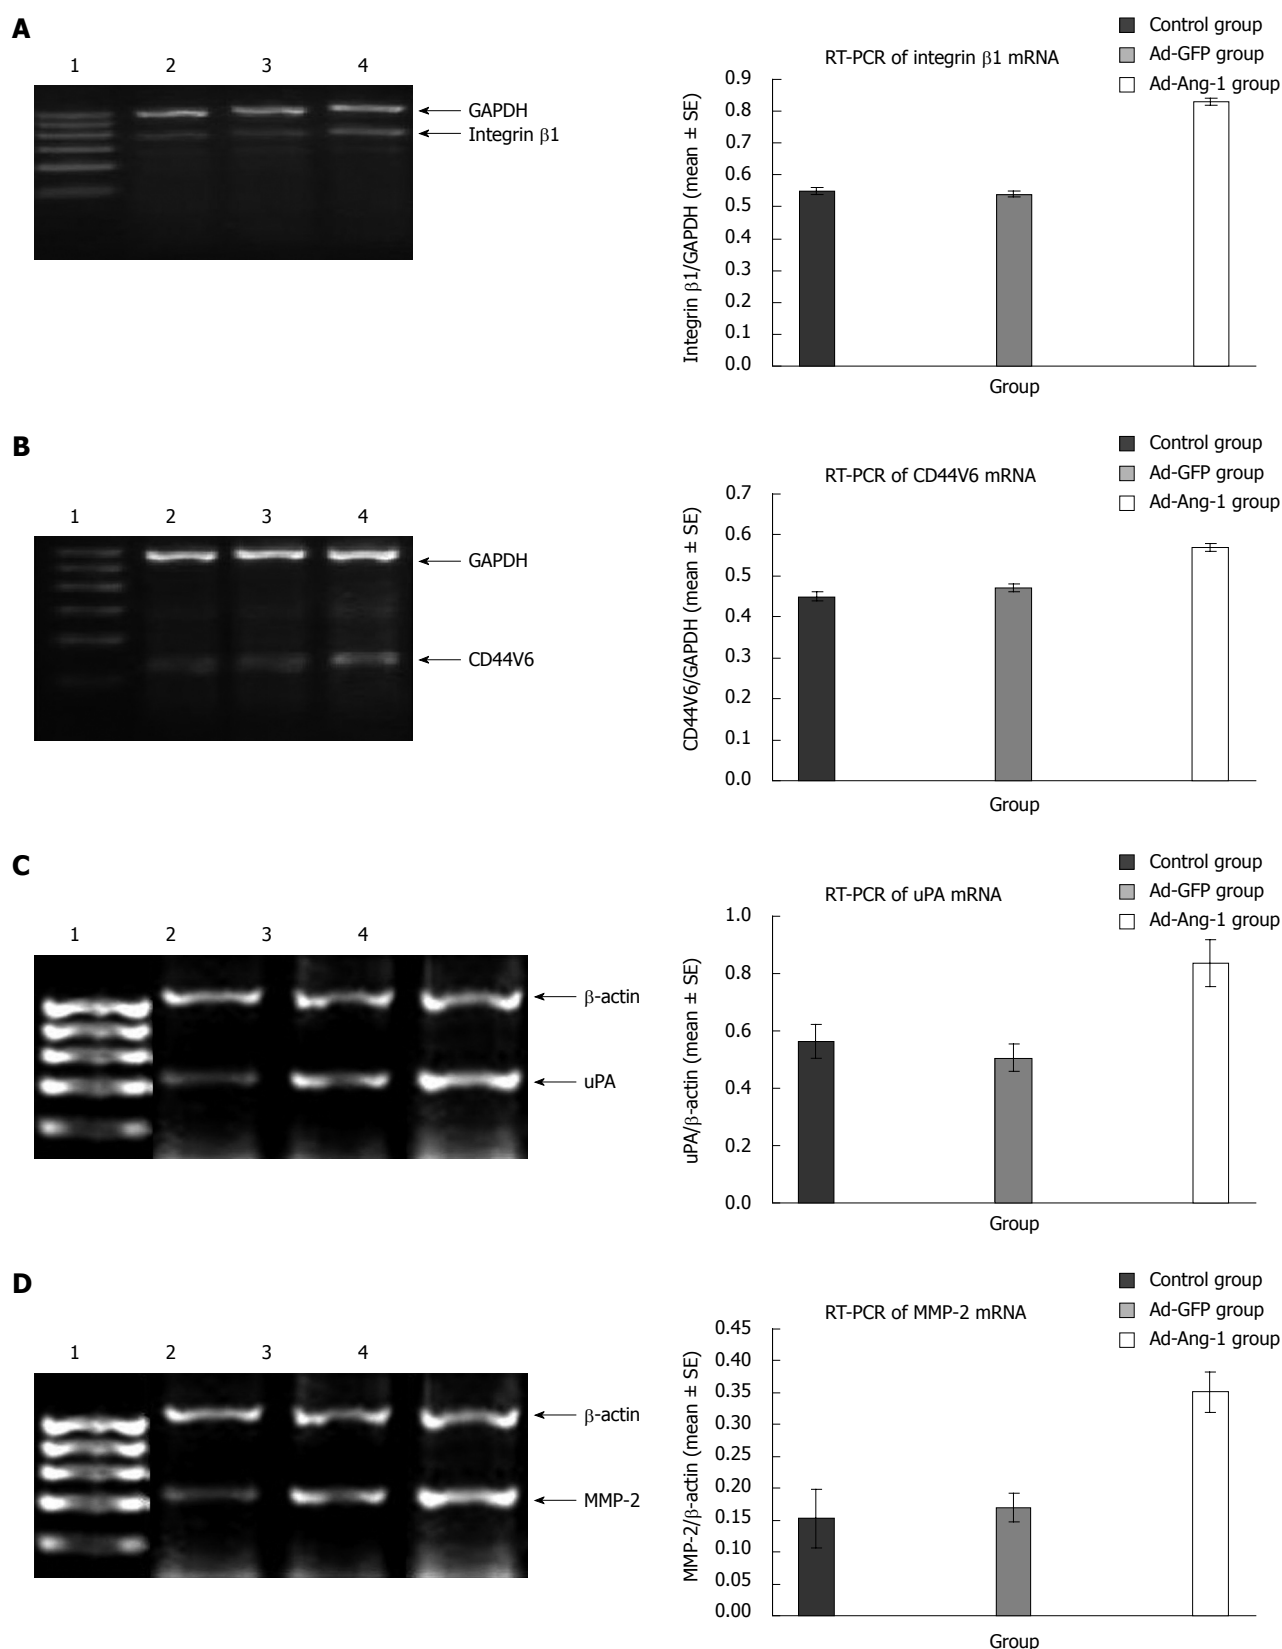 A
1 2 3 4
GAPDH
Integrin β1
RT-PCR of integrin β1 mRNA
Control group
Ad-GFP group
Ad-Ang-1 group
Integrin β1/GAPDH (mean ± SE)
0.9
0.8
0.7
0.6
0.5
0.4
0.3
0.2
0.1
0.0
Group
B
1 2 3 4
GAPDH
CD44V6
RT-PCR of CD44V6 mRNA
Control group
Ad-GFP group
Ad-Ang-1 group
CD44V6/GAPDH (mean ± SE)
0.7
0.6
0.5
0.4
0.3
0.2
0.1
0.0
Group
C
1 2 3 4
β-actin
uPA
RT-PCR of uPA mRNA
Control group
Ad-GFP group
Ad-Ang-1 group
uPA/β-actin (mean ± SE)
1.0
0.8
0.6
0.4
0.2
0.0
Group
D
1 2 3 4
β-actin
MMP-2
RT-PCR of MMP-2 mRNA
Control group
Ad-GFP group
Ad-Ang-1 group
MMP-2/β-actin (mean ± SE)
0.45
0.40
0.35
0.30
0.25
0.20
0.15
0.10
0.05
0.00
Group